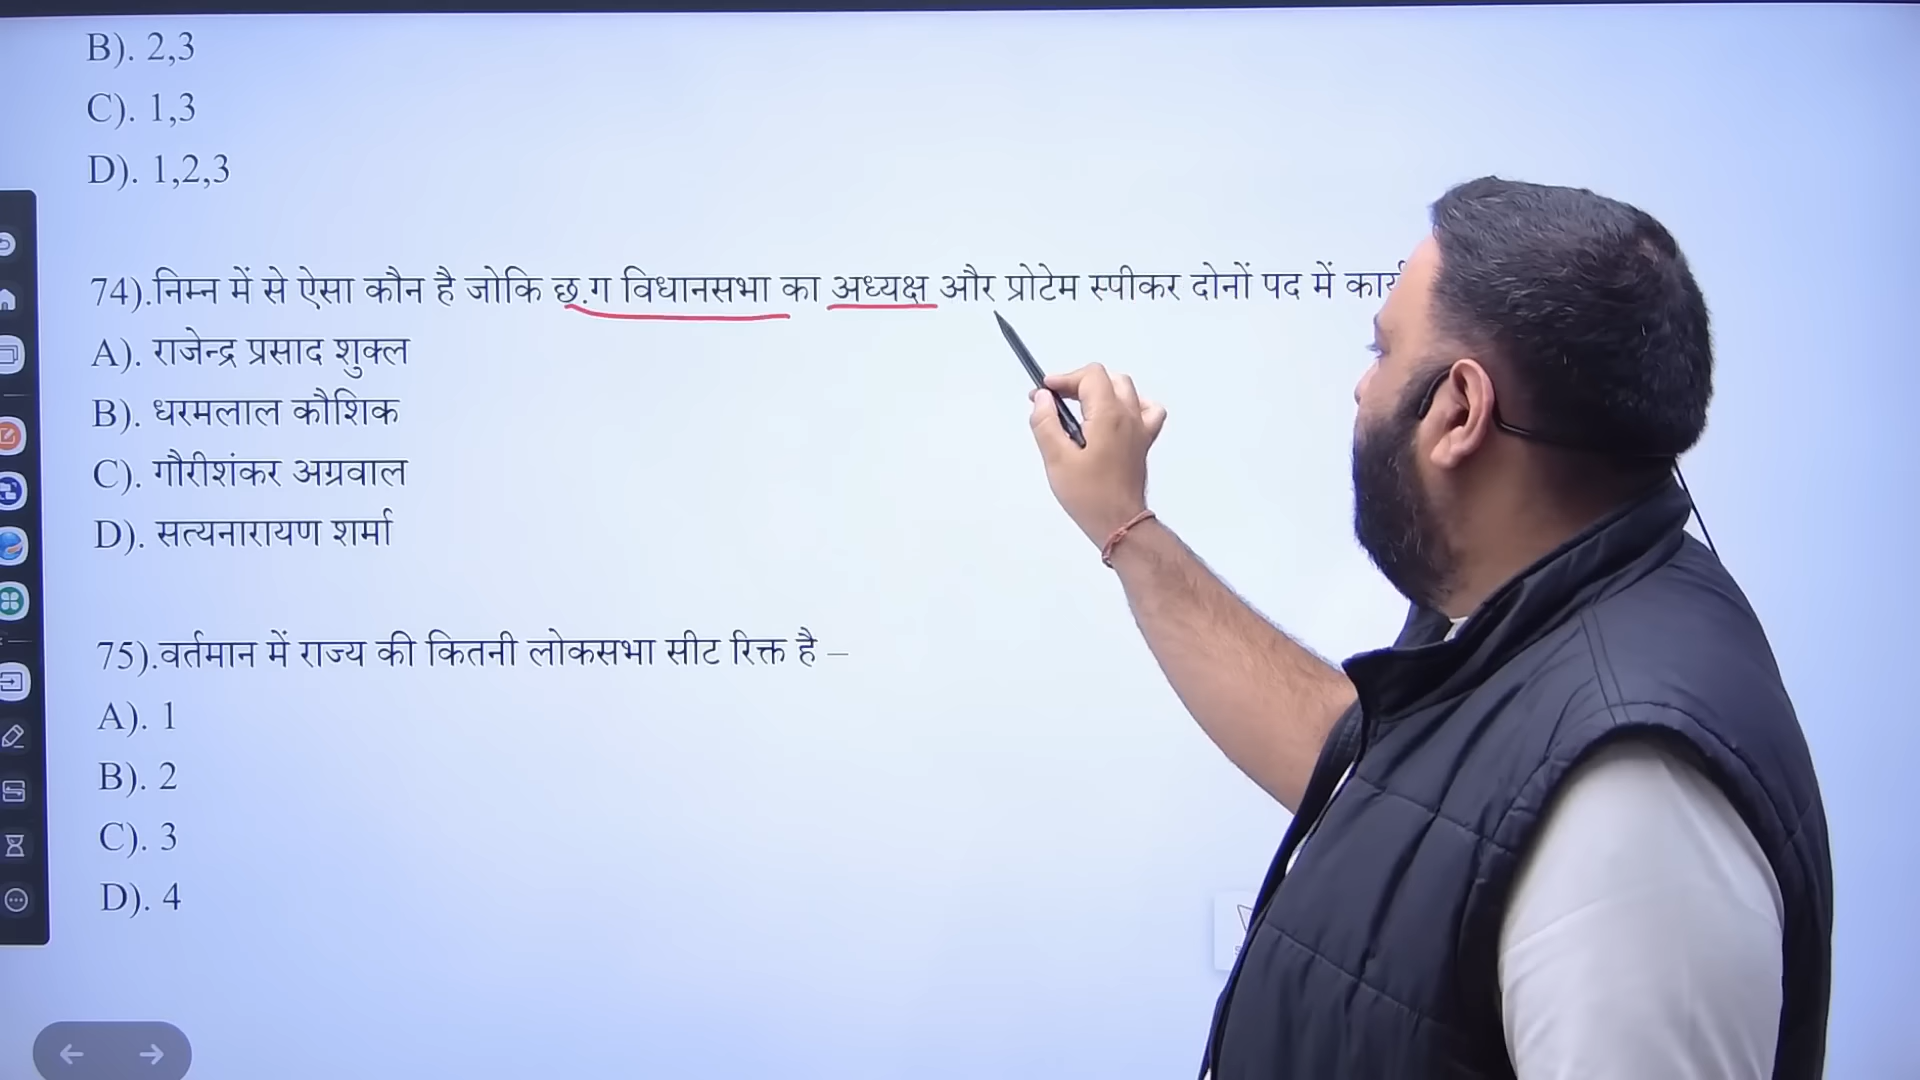 B). 2,3
C). 1,3
D). 1,2,3
74).निम्न में से ऐसा कौन है जोकि छ.ग विधानसभा का अध्यक्ष और प्रोटेम स्पीकर दोनों पद में
A). राजेन्द्र प्रसाद शुक्ल
B). धरमलाल कौशिक
C). गौरीशंकर अग्रवाल
D). सत्यनारायण शर्मा
75).वर्तमान में राज्य की कितनी लोकसभा सीट रिक्त है –
A). 1
B). 2
C). 3
D). 4